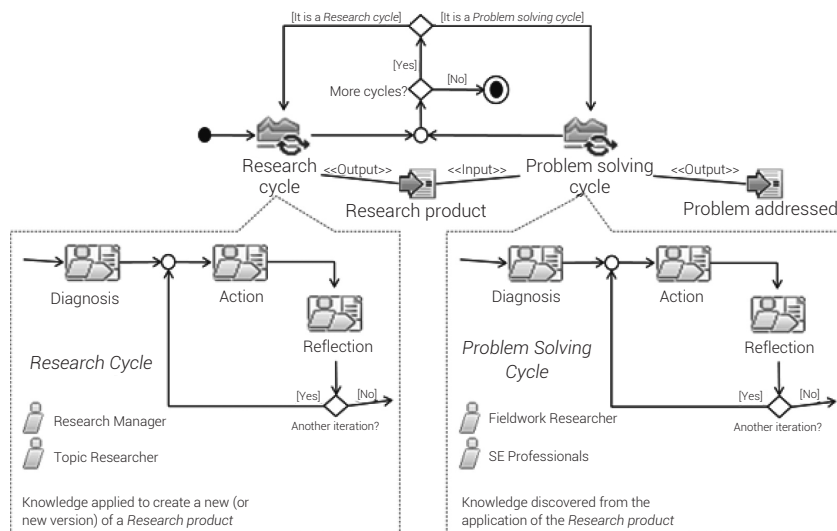 [It is a Research cycle]
[It is a Problem solving cycle]
[Yes]
More cycles?
[No]
Research
cycle
<<Output>>
<<Input>>
Research product
Problem solving
cycle
<<Output>>
Problem addressed
Diagnosis
Action
Reflection
Research Cycle
[Yes]
[No]
Another iteration?
Research Manager
Topic Researcher
Knowledge applied to create a new (or
new version) of a Research product
Diagnosis
Action
Reflection
Problem Solving
Cycle
[Yes]
[No]
Another iteration?
Fieldwork Researcher
SE Professionals
Knowledge discovered from the
application of the Research product